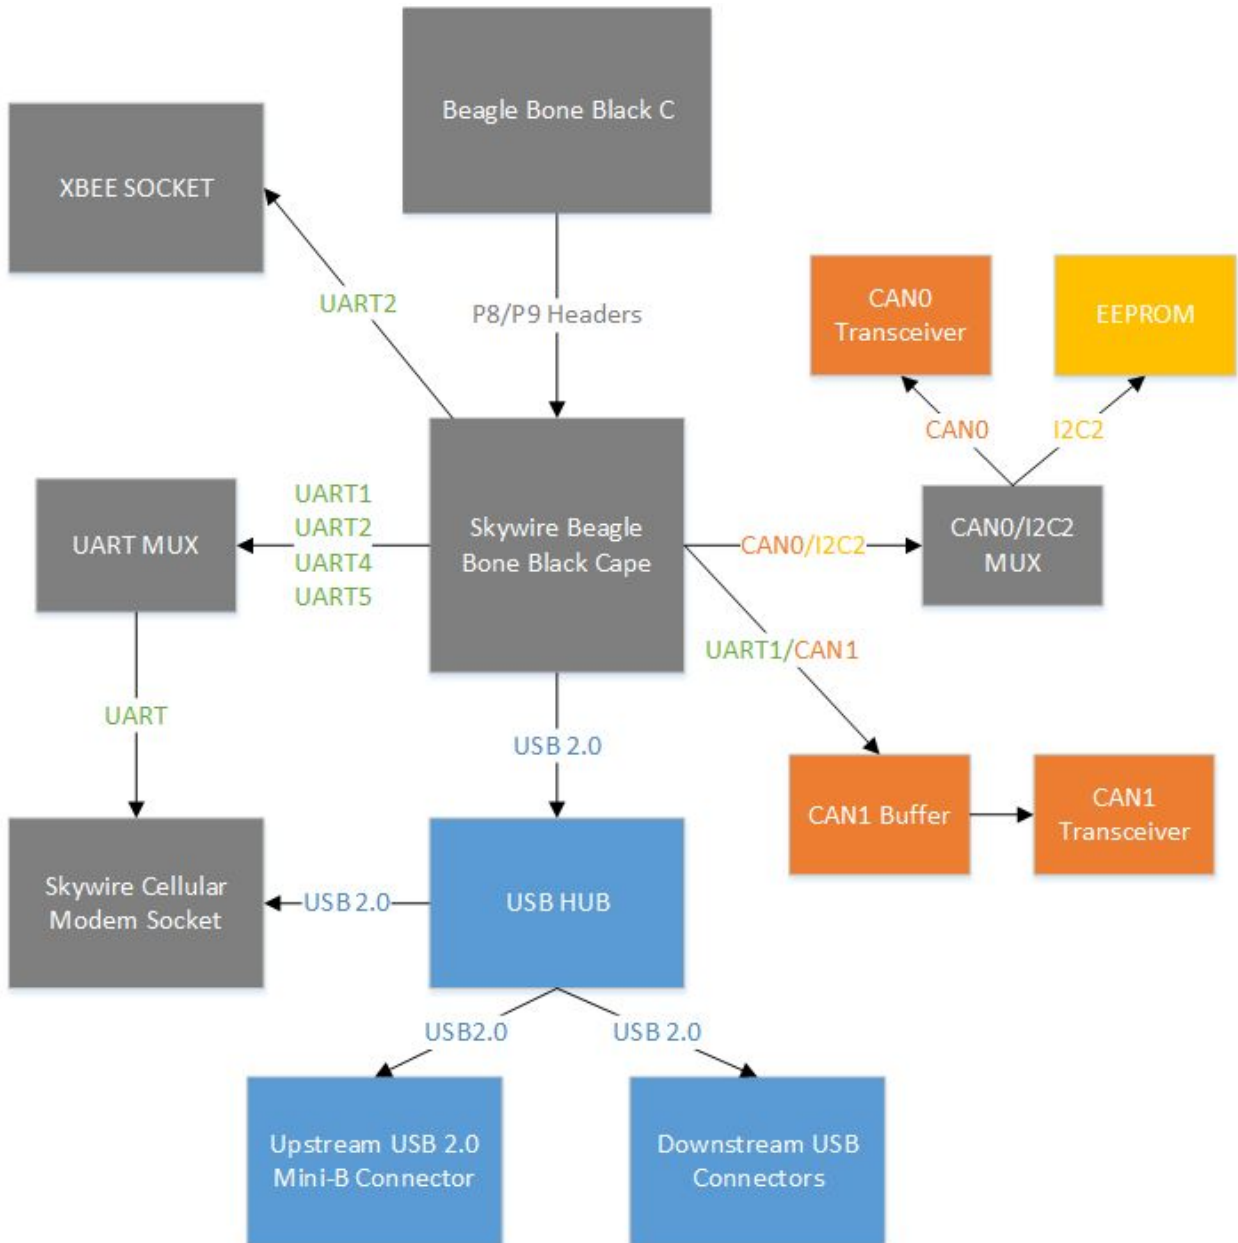 Beagle Bone Black C
XBEE SOCKET
UART2
P8/P9 Headers
CAN0
Transceiver
EEPROM
CAN0
I2C2
UART MUX
UART1
UART2
UART4
UART5
Skywire Beagle
Bone Black Cape
CAN0/I2C2
CAN0/I2C2
MUX
UART1/CAN1
UART
USB 2.0
CAN1 Buffer
CAN1
Transceiver
Skywire Cellular
Modem Socket
USB 2.0
USB HUB
USB2.0
USB 2.0
Upstream USB 2.0
Mini-B Connector
Downstream USB
Connectors